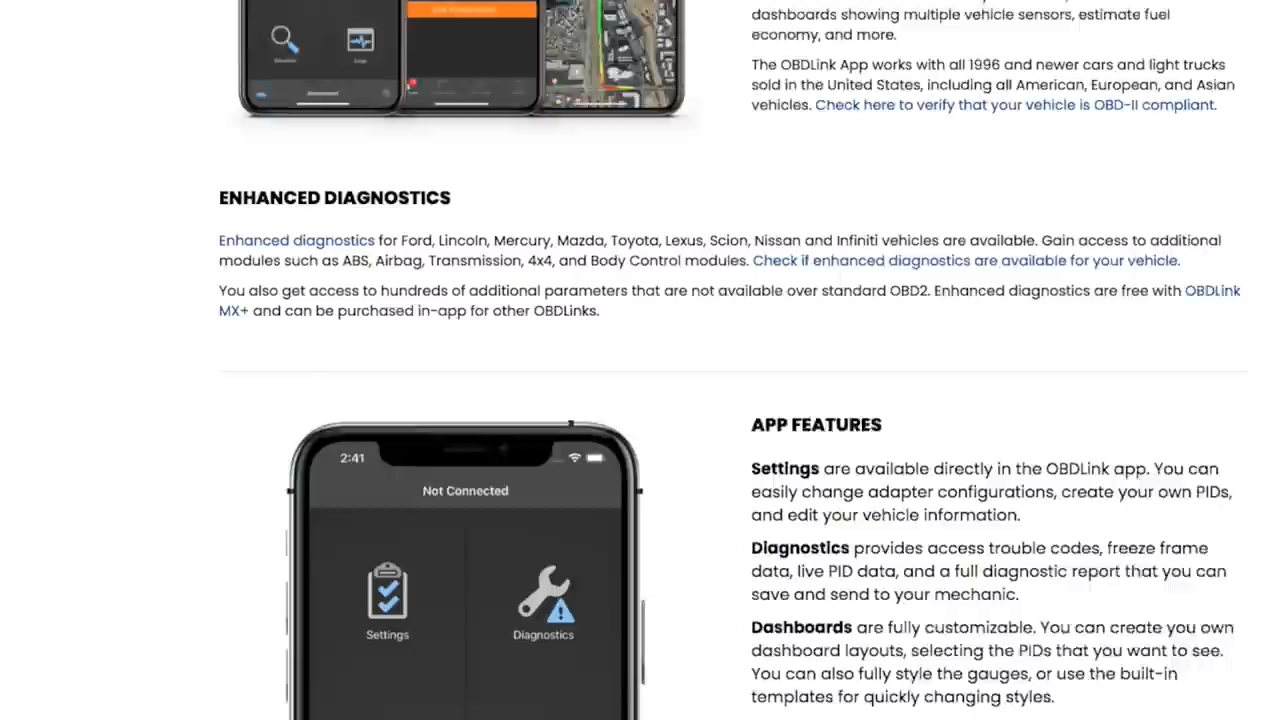 dashboards showing multiple vehicle sensors, estimate fuel
economy, and more.
The OBDLink App works with all 1996 and newer cars and light trucks
sold in the United States, including all American, European, and Asian
vehicles. Check here to verify that your vehicle is OBD-II compliant.
ENHANCED DIAGNOSTICS
Enhanced diagnostics for Ford, Lincoln, Mercury, Mazda, Toyota, Lexus, Scion, Nissan and Infiniti vehicles are available. Gain access to additional
modules such as ABS, Airbag, Transmission, 4x4, and Body Control modules. Check if enhanced diagnostics are available for your vehicle.
You also get access to hundreds of additional parameters that are not available over standard OBD2. Enhanced diagnostics are free with OBDLink
MX+ and can be purchased in-app for other OBDLinks.
2:41
Not Connected
Settings
Diagnostics
APP FEATURES
Settings are available directly in the OBDLink app. You can
easily change adapter configurations, create your own PIDs,
and edit your vehicle information.
Diagnostics provides access trouble codes, freeze frame
data, live PID data, and a full diagnostic report that you can
save and send to your mechanic.
Dashboards are fully customizable. You can create you own
dashboard layouts, selecting the PIDs that you want to see.
You can also fully style the gauges, or use the built-in
templates for quickly changing styles.